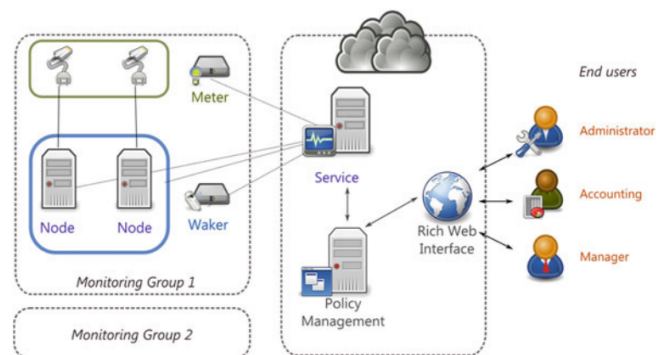 End users
Meter
Administrator
Service
Node
Node
Waker
Accounting
Rich Web
Interface
Manager
Monitoring Group 1
Policy
Management
Monitoring Group 2